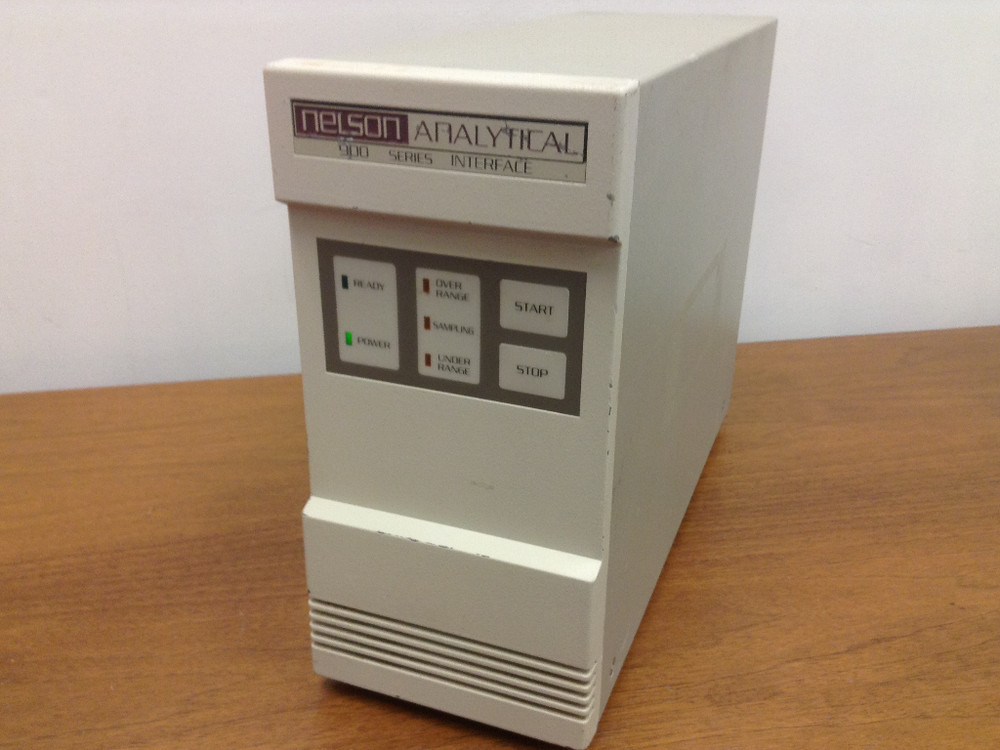 nelson ANALYTICAL
900 SERIES INTERFACE
READY
POWER
OVER
RANGE
SAMPLING
UNDER
RANGE
START
STOP